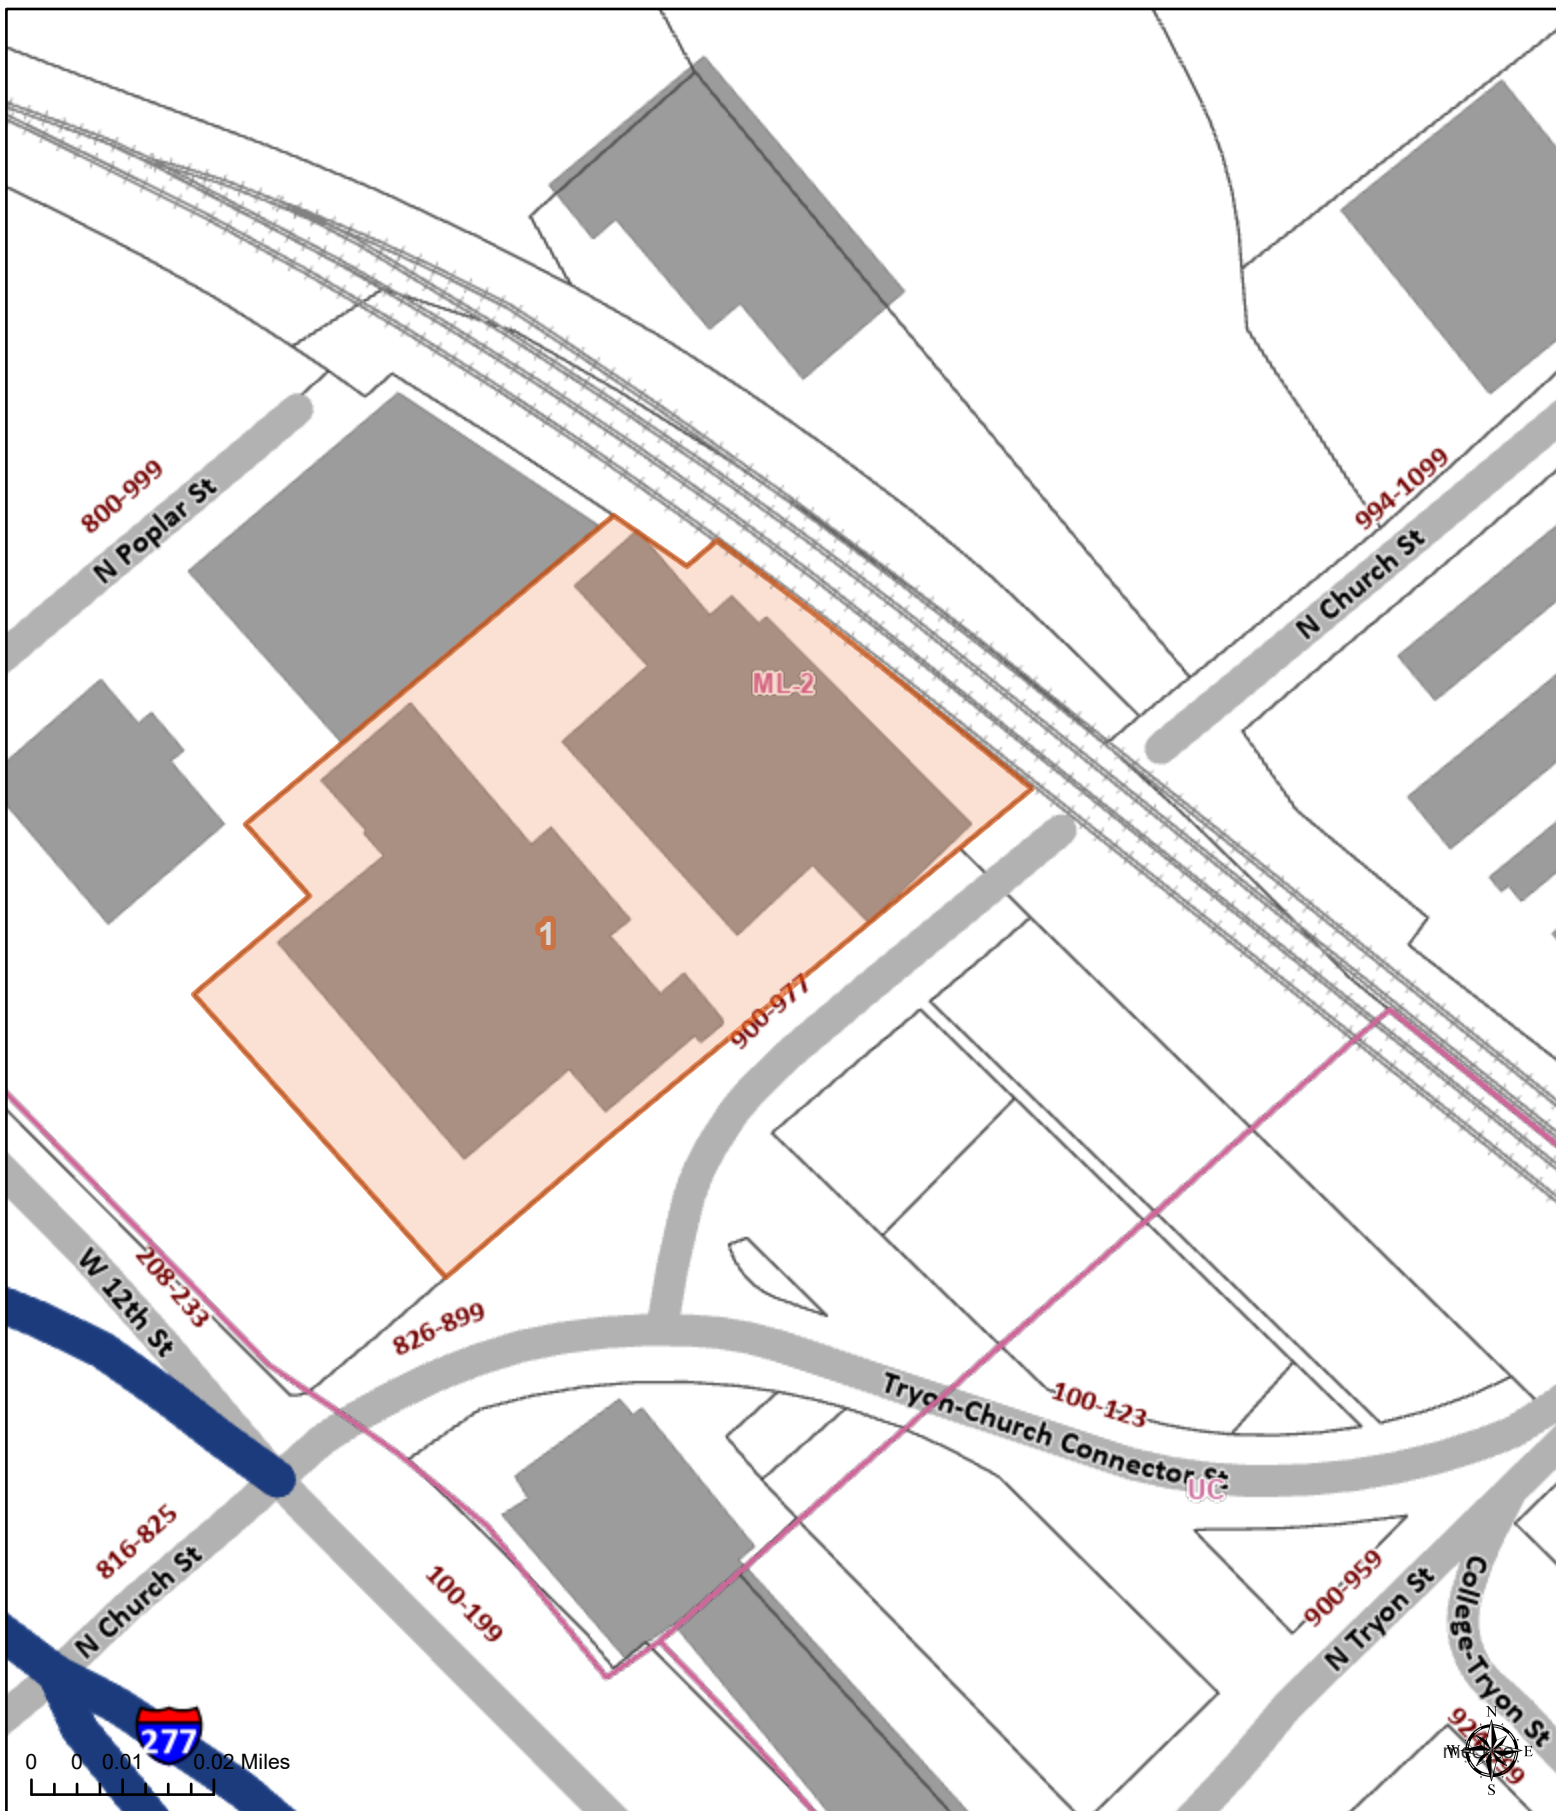 800-999
N Poplar St
994-1099
N Church St
ML-2
1
900-977
W 12th St
208-233
826-899
100-123
Tryon-Church Connector St
UC
816-825
N Church St
100-199
900-959
N Tryon St
College-Tryon St
277
0 0 0.01 0.02 Miles
N
W E
S